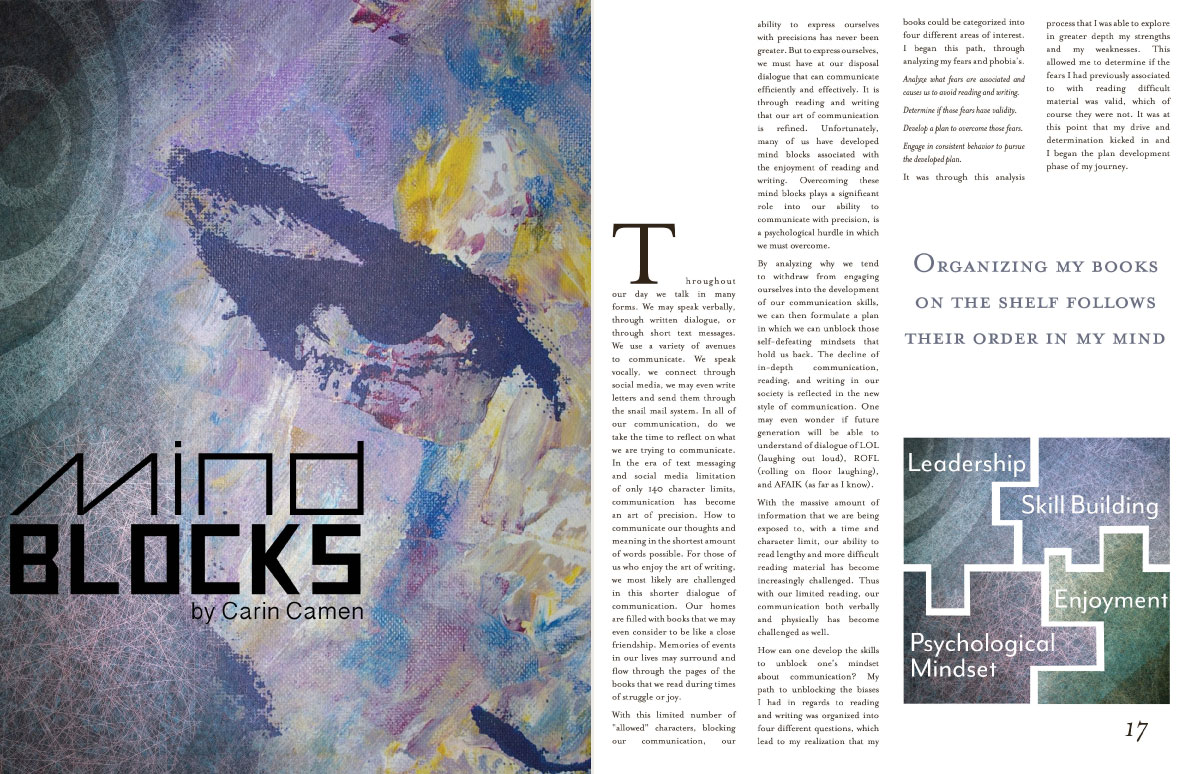 ind
CKS
by Carin Camen
Throughout
our day we talk in many
forms. We may speak verbally,
through written dialogue, or
through short text messages.
We use a variety of avenues
to communicate. We speak
vocally, we connect through
social media, we may even write
letters and send them through
the snail mail system. In all of
our communication, do we
take the time to reflect on what
we are trying to communicate.
In the era of text messaging
and social media limitation
of only 140 character limits,
communication has become
an art of precision. How to
communicate our thoughts and
meaning in the shortest amount
of words possible. For those of
us who enjoy the art of writing,
we most likely are challenged
in this shorter dialogue of
communication. Our homes
are filled with books that we may
even consider to be like a close
friendship. Memories of events
in our lives may surround and
flow through the pages of the
books that we read during times
of struggle or joy.
With this limited number of
"allowed" characters, blocking
our communication, our
ability to express ourselves
with precisions has never been
greater. But to express ourselves,
we must have at our disposal
dialogue that can communicate
efficiently and effectively. It is
through reading and writing
that our art of communication
is refined. Unfortunately,
many of us have developed
mind blocks associated with
the enjoyment of reading and
writing. Overcoming these
mind blocks plays a significant
role into our ability to
communicate with precision, is
a psychological hurdle in which
we must overcome.
By analyzing why we tend
to withdraw from engaging
ourselves into the development
of our communication skills,
we can then formulate a plan
in which we can unblock those
self-defeating mindsets that
hold us back. The decline of
in-depth communication,
reading, and writing in our
society is reflected in the new
style of communication. One
may even wonder if future
generation will be able to
understand of dialogue of LOL
(laughing out loud), ROFL
(rolling on floor laughing),
and AFAIK (as far as I know).
With the massive amount of
information that we are being
exposed to, with a time and
character limit, our ability to
read lengthy and more difficult
reading material has become
increasingly challenged. Thus
with our limited reading, our
communication both verbally
and physically has become
challenged as well.
How can one develop the skills
to unblock one's mindset
about communication? My
path to unblocking the biases
I had in regards to reading
and writing was organized into
four different questions, which
lead to my realization that my
books could be categorized into
four different areas of interest.
I began this path, through
analyzing my fears and phobia's.
Analyze what fears are associated and
causes us to avoid reading and writing.
Determine if those fears have validity.
Develop a plan to overcome those fears.
Engage in consistent behavior to pursue
the developed plan.
It was through this analysis
process that I was able to explore
in greater depth my strengths
and my weaknesses. This
allowed me to determine if the
fears I had previously associated
to with reading difficult
material was valid, which of
course they were not. It was at
this point that my drive and
determination kicked in and
I began the plan development
phase of my journey.
Organizing my books
on the shelf follows
their order in my mind
Leadership
Skill Building
Enjoyment
Psychological
Mindset
17